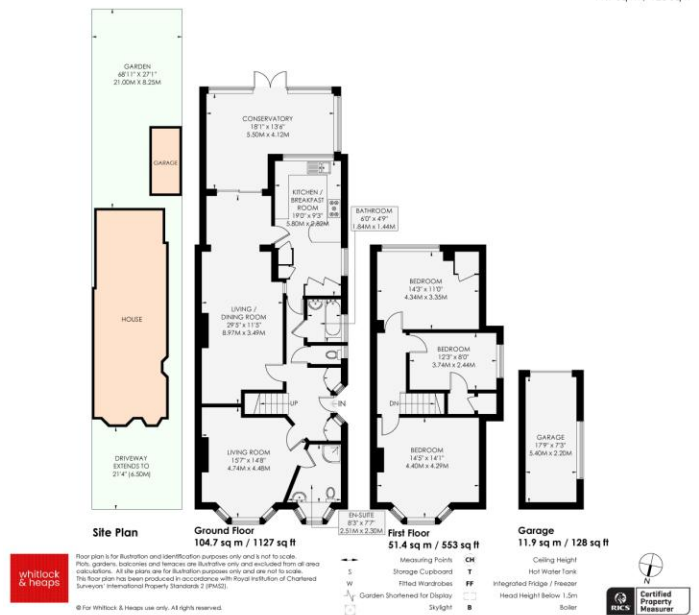 GARDEN
68'11" X 27'1"
21.00M X 8.25M
GARAGE
HOUSE
DRIVEWAY
EXTENDS TO
21'4" (6.50M)
Site Plan
CONSERVATORY
18'1" x 13'6"
5.50M x 4.12M
KITCHEN /
BREAKFAST
ROOM
19'0" x 9'3"
5.80M x 2.82M
BATHROOM
6'0" x 4'9"
1.84M x 1.44M
LIVING /
DINING ROOM
29'5" x 11'5"
8.97M x 3.49M
UP
IN
LIVING ROOM
15'7" x 14'8"
4.74M x 4.48M
EN-SUITE
8'3" x 7'7"
2.51M x 2.30M
Ground Floor
104.7 sq m / 1127 sq ft
BEDROOM
14'3" x 11'0"
4.34M x 3.35M
BEDROOM
12'3" x 8'0"
3.74M x 2.44M
DN
BEDROOM
14'5" x 14'1"
4.40M x 4.29M
First Floor
51.4 sq m / 553 sq ft
GARAGE
17'9" x 7'3"
5.40M x 2.20M
Garage
11.9 sq m / 128 sq ft
whitlock
& heaps
Floor plan is for illustration and identification purposes only and is not to scale.
Plots, gardens, balconies and terraces are illustrative only and excluded from all area
calculations. All site plans are for illustration purposes only and are not to scale.
This floor plan has been produced in accordance with Royal Institution of Chartered
Surveyors' International Property Standards 2 (IPMS2).
© For Whitlock & Heaps use only. All rights reserved.
Measuring Points CH Ceiling Height
S Storage Cupboard T Hot Water Tank
W Fitted Wardrobes FF Integrated Fridge / Freezer
Garden Shortened for Display Head Height Below 1.5m
Skylight B Boiler
RICS
Certified
Property
Measurer